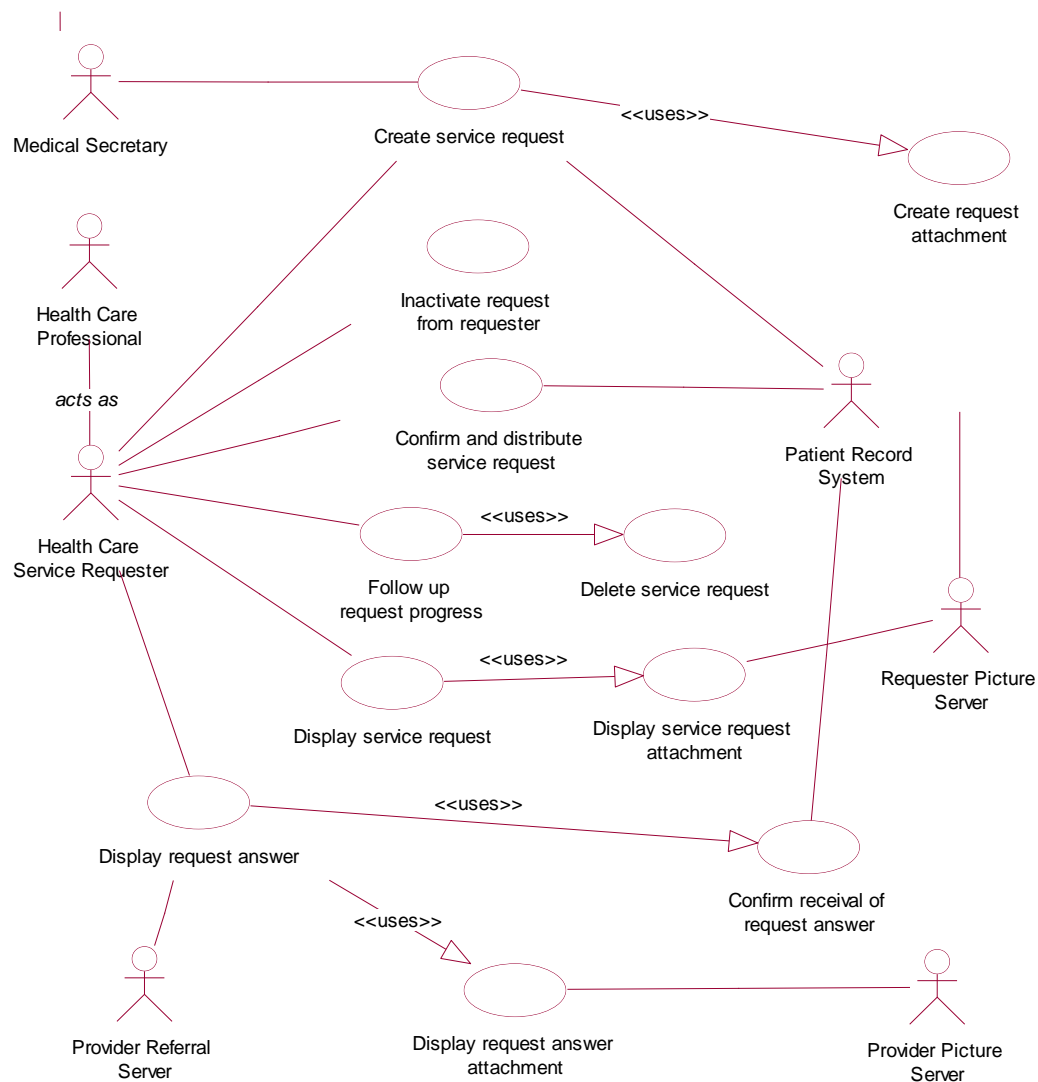 Medical Secretary
Create service request
<<uses>>
Create request
attachment
Health Care
Professional
Inactivate request
from requester
acts as
Confirm and distribute
service request
Patient Record
System
<<uses>>
Health Care
Service Requester
Follow up
request progress
Delete service request
<<uses>>
Requester Picture
Server
Display service request
Display service request
attachment
<<uses>>
Display request answer
Confirm receival of
request answer
<<uses>>
Provider Referral
Server
Display request answer
attachment
Provider Picture
Server